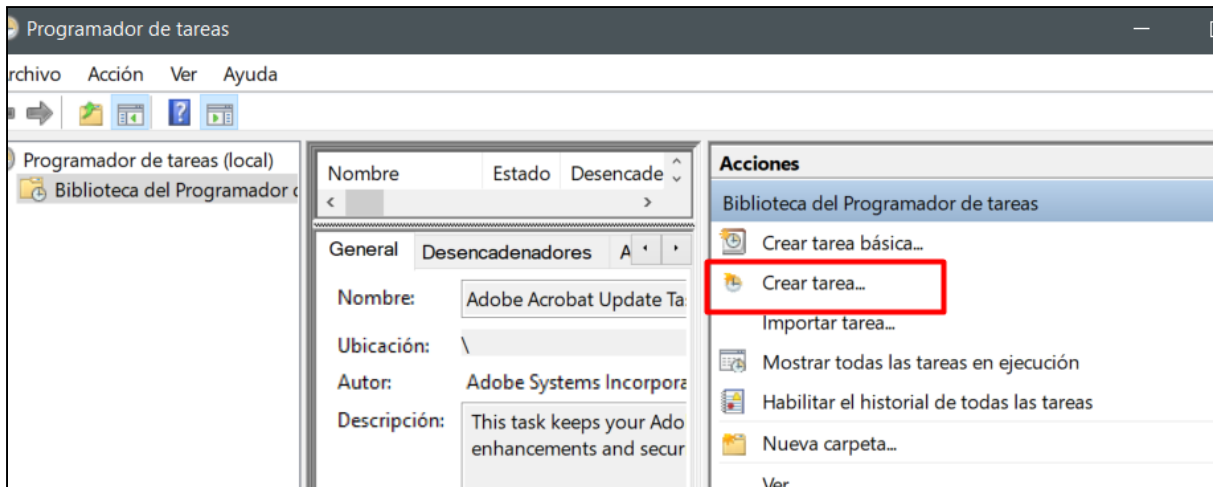 Programador de tareas
Archivo Acción Ver Ayuda
Programador de tareas (local)
Biblioteca del Programador
Nombre Estado Desencade
General Desencadenadores A
Nombre: Adobe Acrobat Update Ta
Ubicación: \
Autor: Adobe Systems Incorpora
Descripción: This task keeps your Ado
enhancements and secur
Acciones
Biblioteca del Programador de tareas
Crear tarea básica...
Crear tarea...
Importar tarea...
Mostrar todas las tareas en ejecución
Habilitar el historial de todas las tareas
Nueva carpeta...
Ver